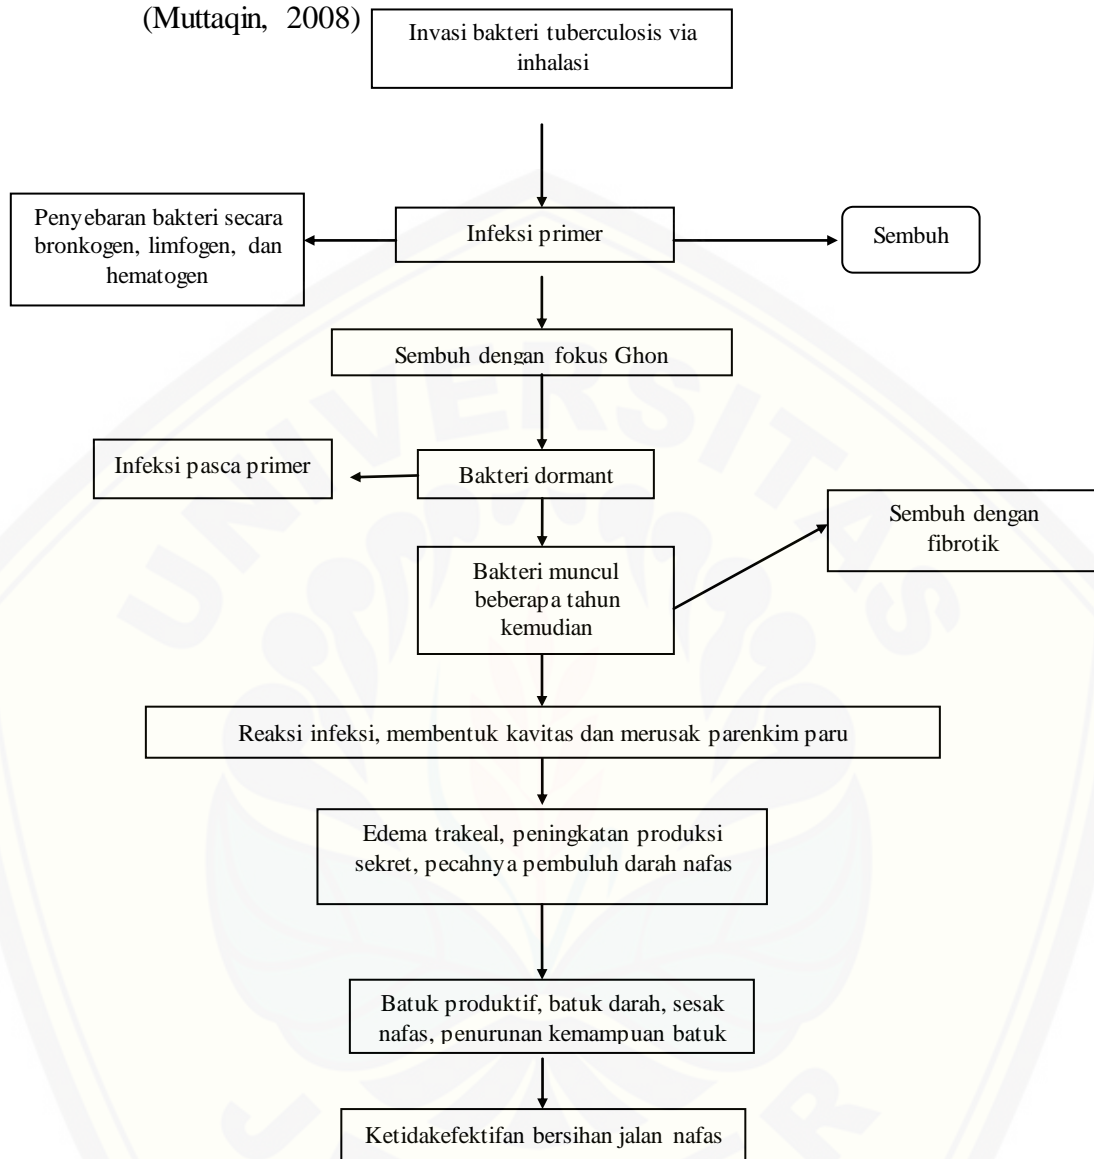 (Muttaqin, 2008)
Invasi bakteri tuberculosis via
inhalasi
Penyebaran bakteri secara
bronkogen, limfogen, dan
hematogen
Infeksi primer
Sembuh
Sembuh dengan fokus Ghon
Infeksi pasca primer
Bakteri dormant
Sembuh dengan
fibrotik
Bakteri muncul
beberapa tahun
kemudian
Reaksi infeksi, membentuk kavitas dan merusak parenkim paru
Edema trakeal, peningkatan produksi
sekret, pecahnya pembuluh darah nafas
Batuk produktif, batuk darah, sesak
nafas, penurunan kemampuan batuk
Ketidakefektifan bersihan jalan nafas
UNIVERSITAS